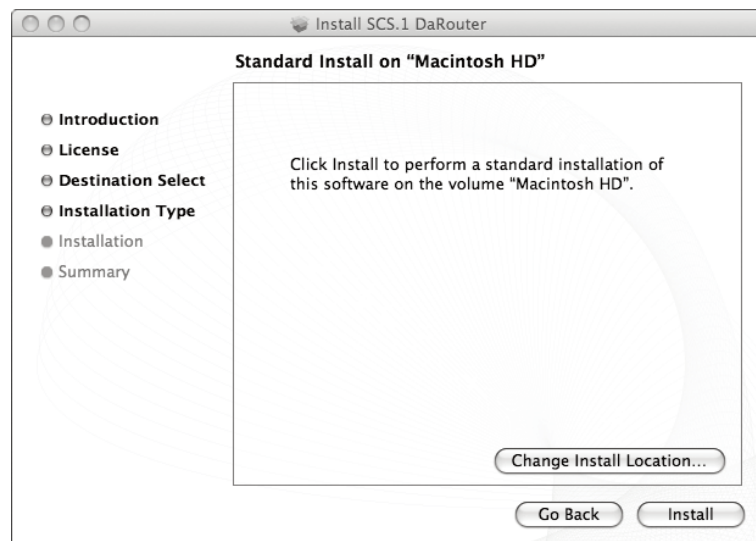 Install SCS.1 DaRouter
Standard Install on “Macintosh HD”
Introduction
License
Destination Select
Installation Type
Installation
Summary
Click Install to perform a standard installation of
this software on the volume “Macintosh HD”.
Change Install Location...
Go Back
Install